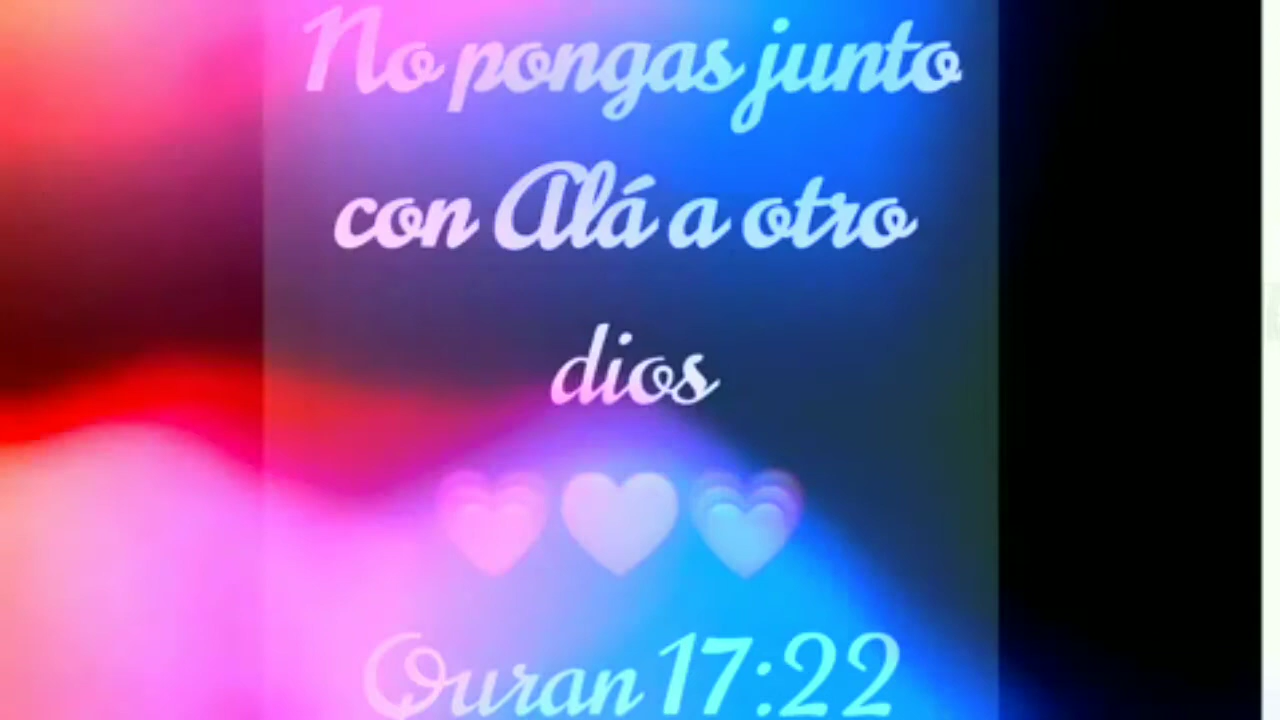 No pongas junto
con Alá a otro
dios
💗🤍💗
Quran 17:22